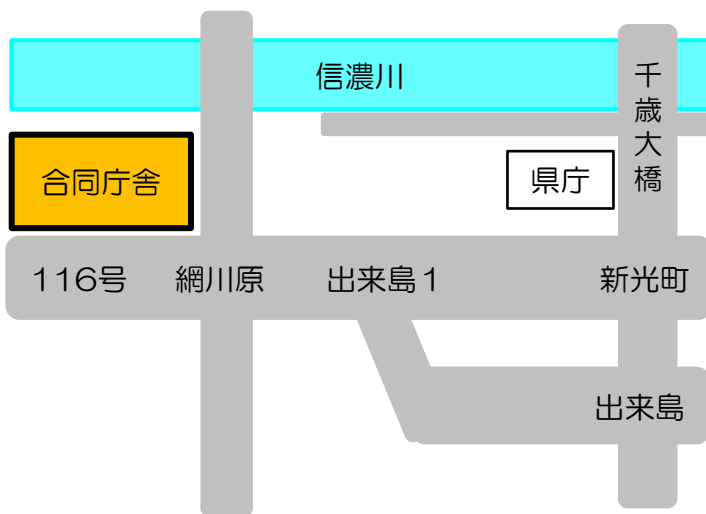 信濃川
千歳大橋
合同庁舎
県庁
116号
網川原
出来島1
新光町
出来島